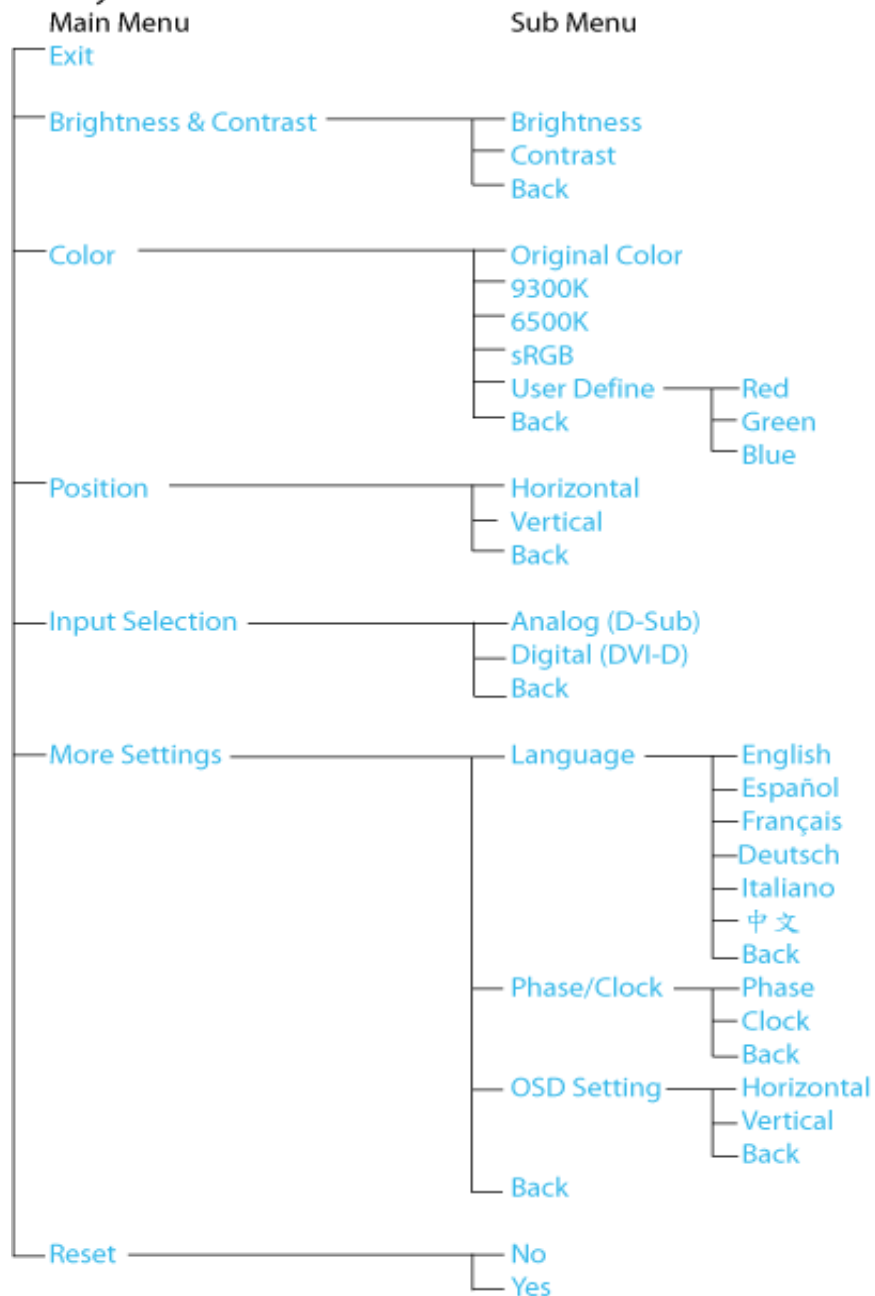 Main Menu Sub Menu
Exit
Brightness & Contrast Brightness
Contrast
Back
Color Original Color
9300K
6500K
sRGB
User Define Red
Back Green
Blue
Position Horizontal
Vertical
Back
Input Selection Analog (D-Sub)
Digital (DVI-D)
Back
More Settings Language English
Español
Français
Deutsch
Italiano
中文
Back
Phase/Clock Phase
Clock
Back
OSD Setting Horizontal
Vertical
Back
Back
Reset No
Yes